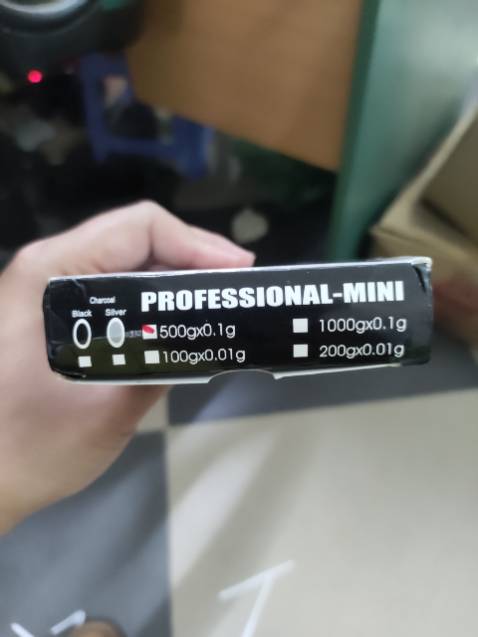 PROFESSIONAL-MINI
Charcoal
Black Silver
500gx0.1g 1000gx0.1g
100gx0.01g 200gx0.01g